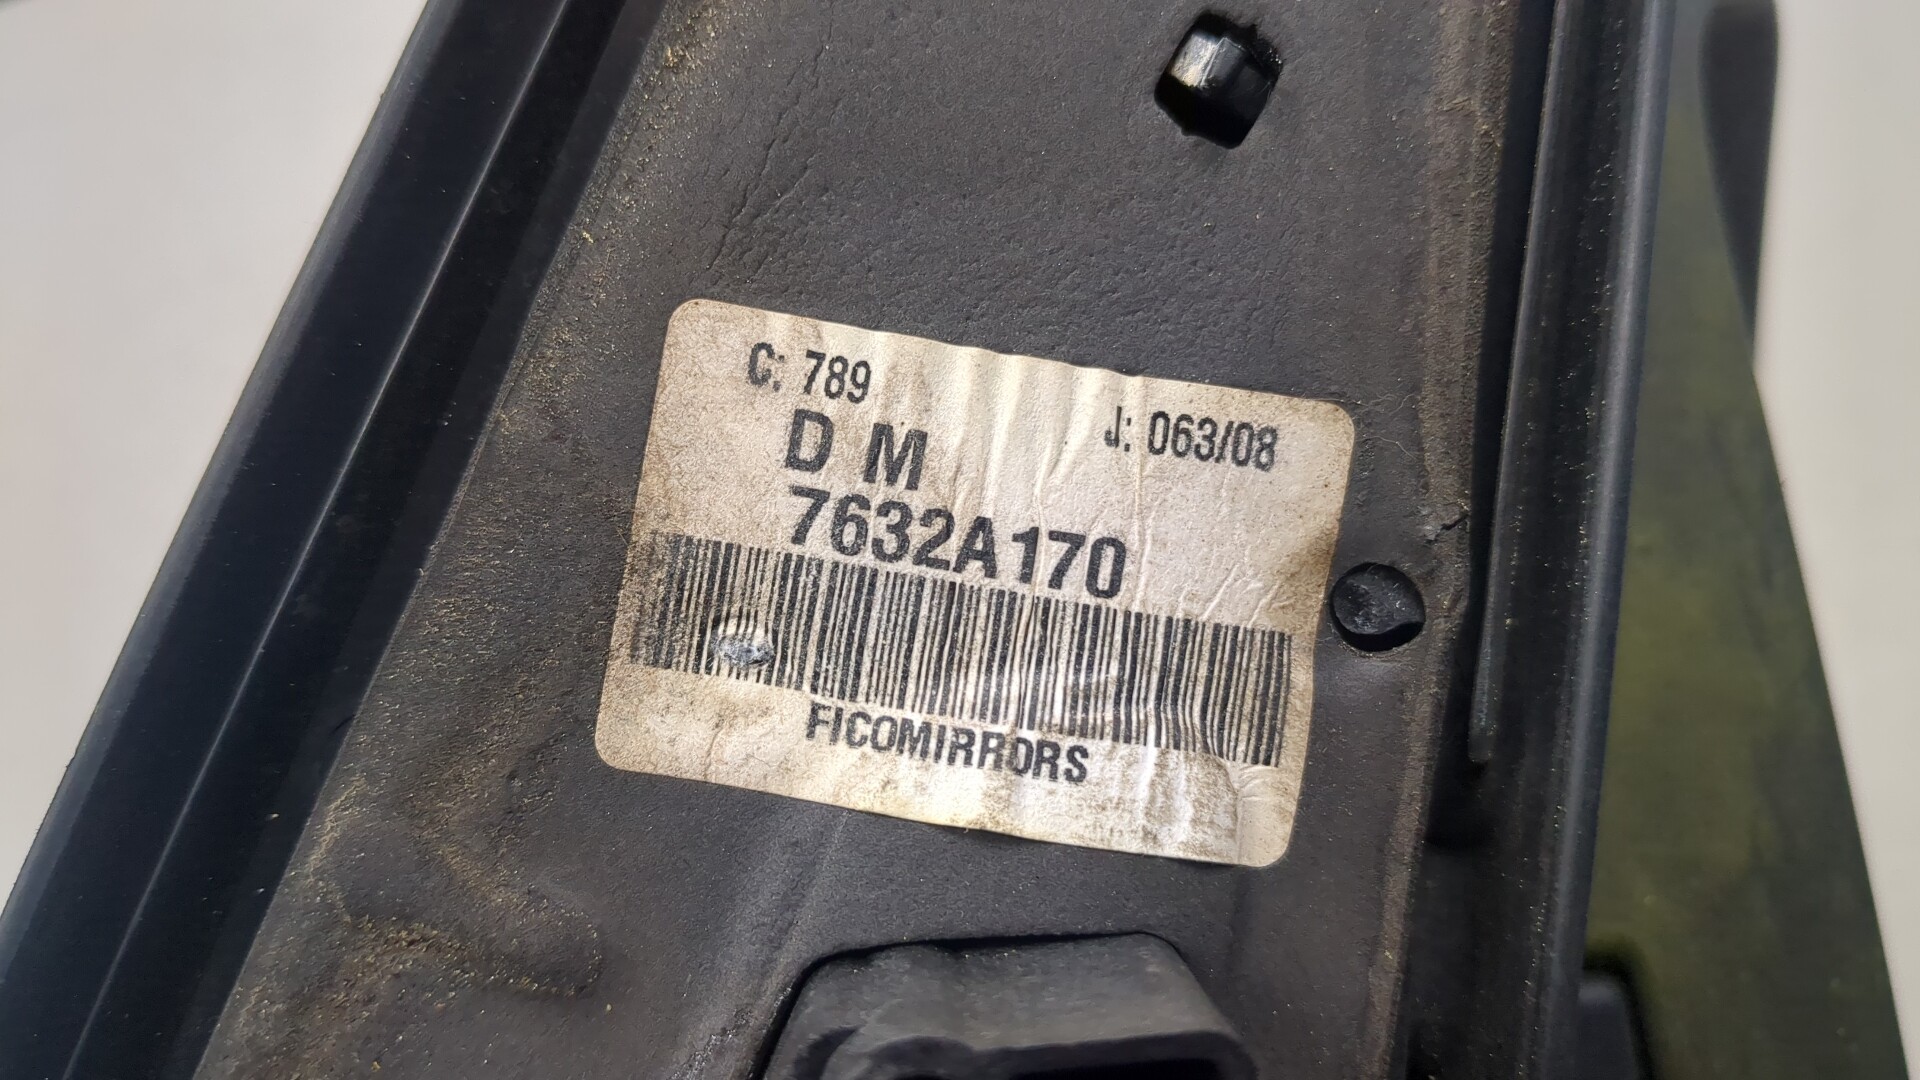 C: 789
J: 063/08
D M
7632A170
FICOMIRRORS